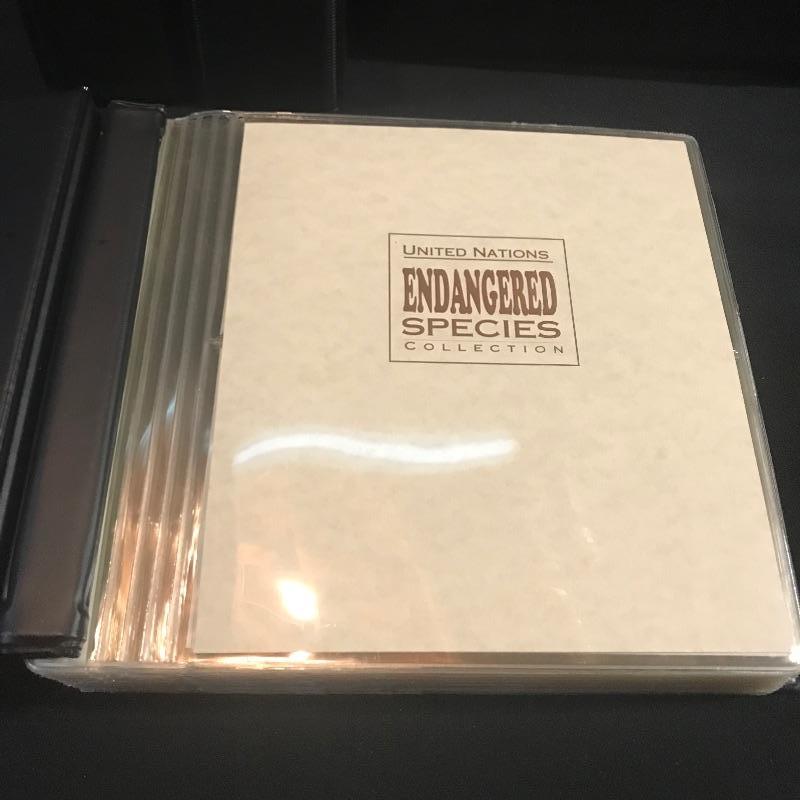 UNITED NATIONS
ENDANGERED
SPECIES
COLLECTION